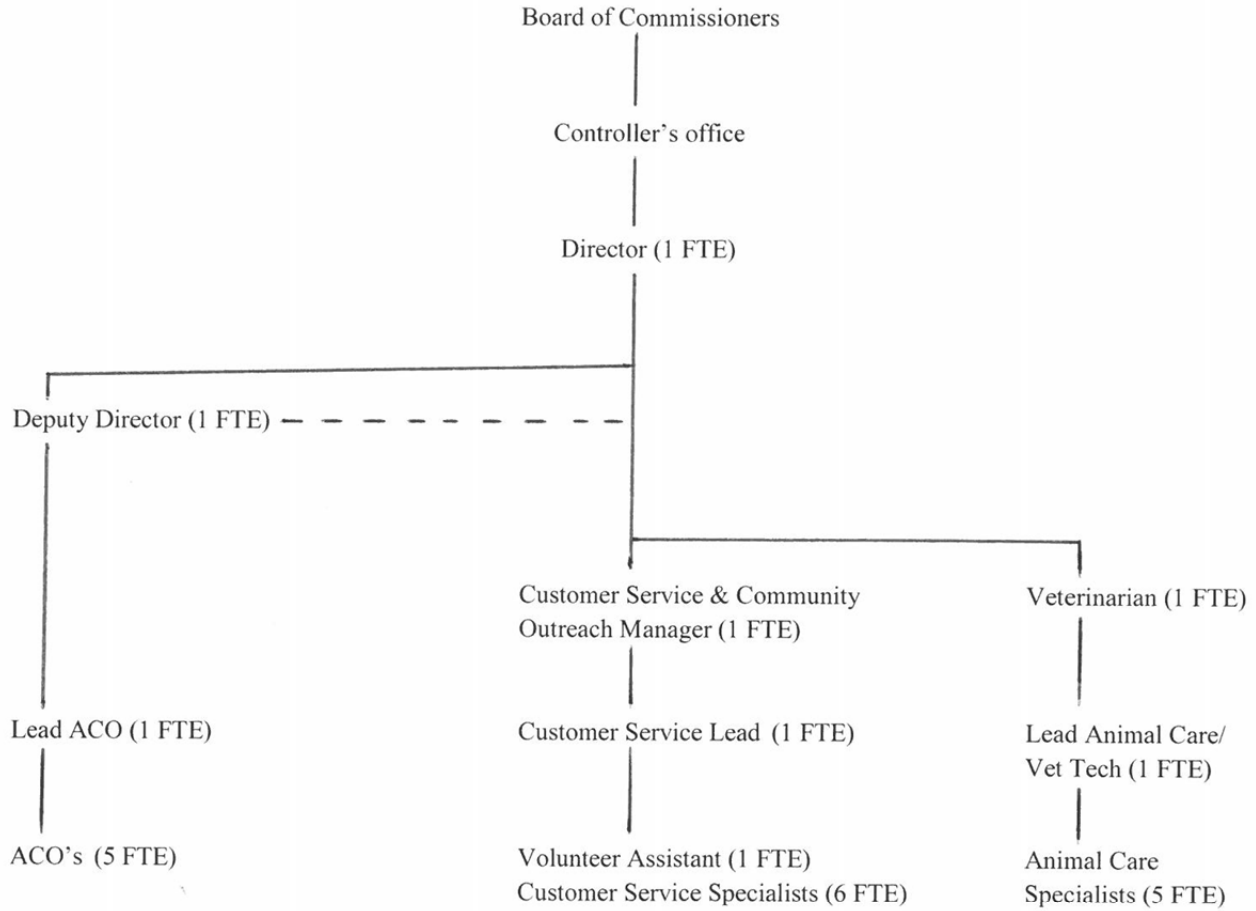 Board of Commissioners
Controller's office
Director (1 FTE)
Deputy Director (1 FTE)
Customer Service & Community
Outreach Manager (1 FTE)
Veterinarian (1 FTE)
Lead ACO (1 FTE)
Customer Service Lead (1 FTE)
Lead Animal Care/
Vet Tech (1 FTE)
ACO's (5 FTE)
Volunteer Assistant (1 FTE)
Customer Service Specialists (6 FTE)
Animal Care
Specialists (5 FTE)